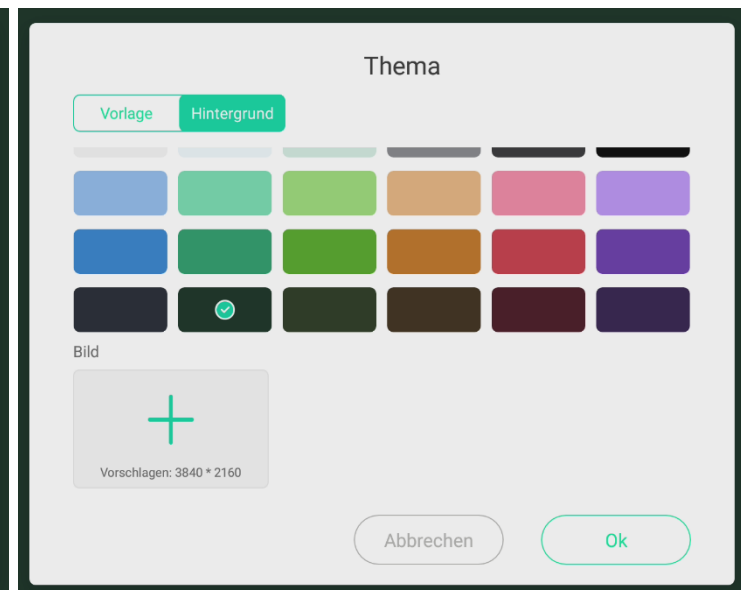 Thema
Vorlage Hintergrund
Bild
Vorschlagen: 3840 * 2160
Abbrechen Ok